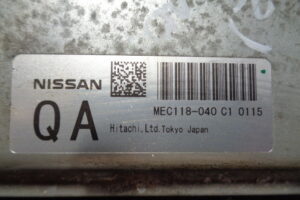 NISSAN
MEC118-040 C1 0115
QA
Hitachi,Ltd.Tokyo Japan